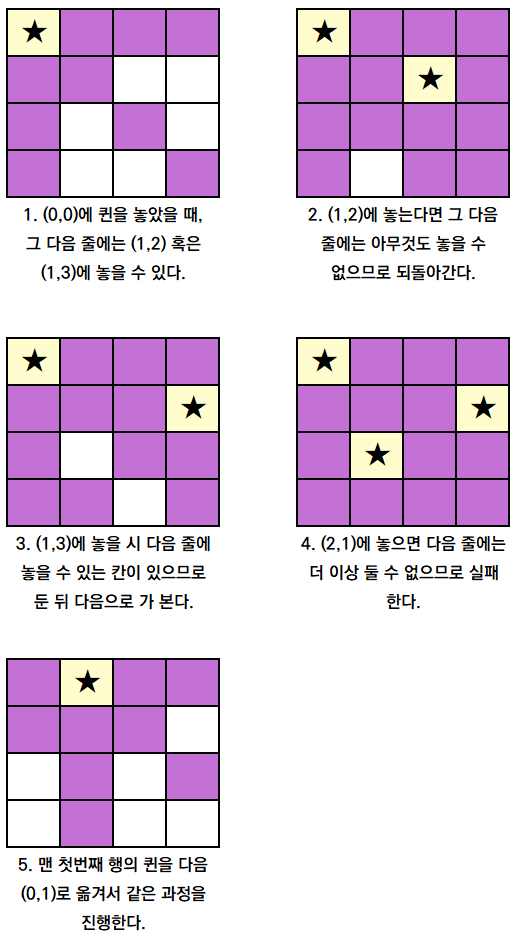 1. (0,0)에 퀸을 놓았을 때,
그 다음 줄에는 (1,2) 혹은
(1,3)에 놓을 수 있다.
2. (1,2)에 놓는다면 그 다음
줄에는 아무것도 놓을 수
없으므로 되돌아간다.
3. (1,3)에 놓을 시 다음 줄에
놓을 수 있는 칸이 있으므로
둔 뒤 다음으로 가 본다.
4. (2,1)에 놓으면 다음 줄에는
더 이상 둘 수 없으므로 실패
한다.
5. 맨 첫번째 행의 퀸을 다음
(0,1)로 옮겨서 같은 과정을
진행한다.